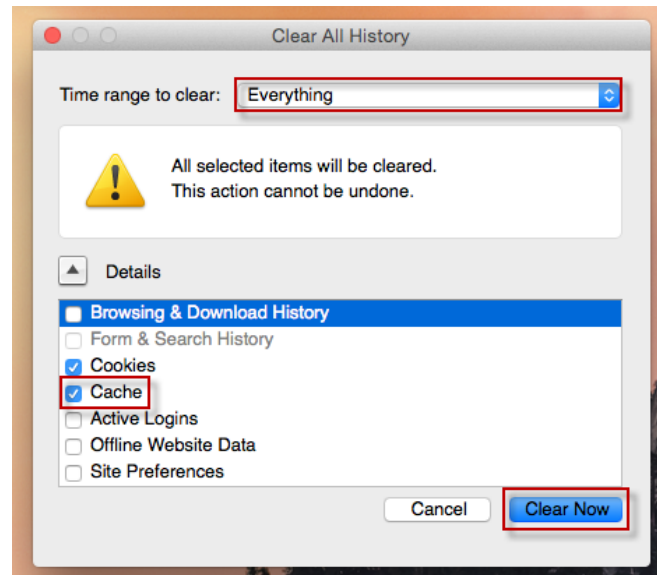 Clear All History
Time range to clear: Everything
All selected items will be cleared.
This action cannot be undone.
Details
Browsing & Download History
Form & Search History
Cookies
Cache
Active Logins
Offline Website Data
Site Preferences
Cancel Clear Now